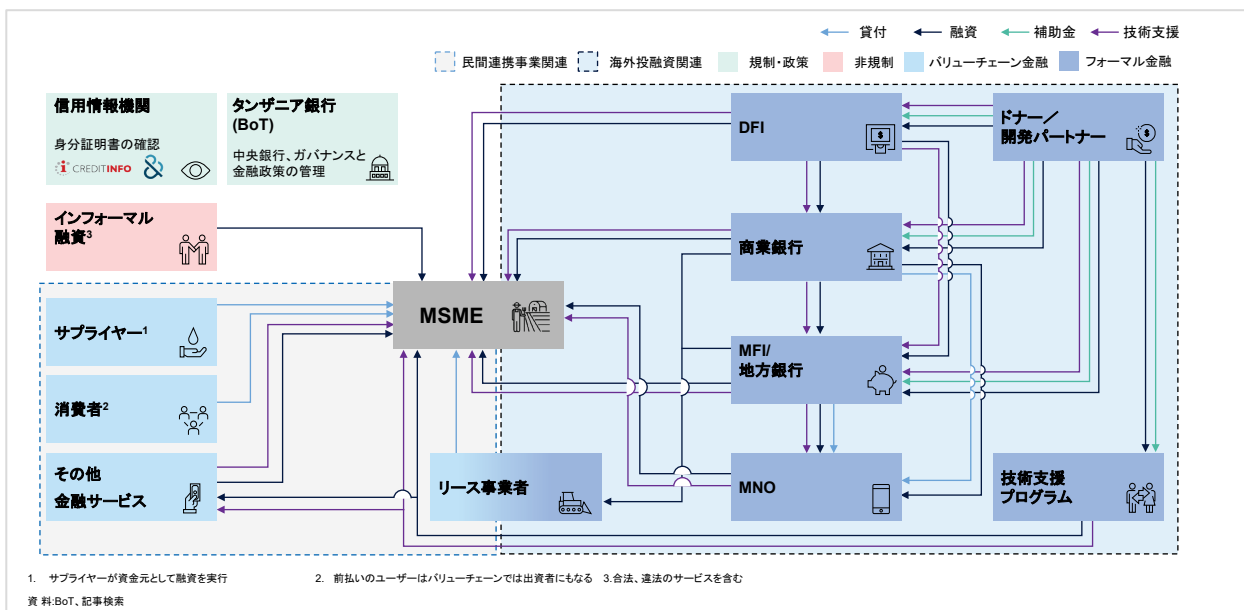 貸付
融資
補助金
技術支援
民間連携事業関連
海外投融資関連
規制・政策
非規制
バリューチェーン金融
フォーマル金融
信用情報機関
身分証明書の確認
CREDITINFO
タンザニア銀行
(BoT)
中央銀行、ガバナンスと
金融政策の管理
インフォーマル
融資3
サプライヤー1
消費者2
その他
金融サービス
MSME
リース事業者
DFI
商業銀行
MFI/
地方銀行
MNO
ドナー／
開発パートナー
技術支援
プログラム
1. サプライヤーが資金元として融資を実行 2. 前払いのユーザーはバリューチェーンでは出資者にもなる 3.合法、違法のサービスを含む
資料:BoT、記事検索